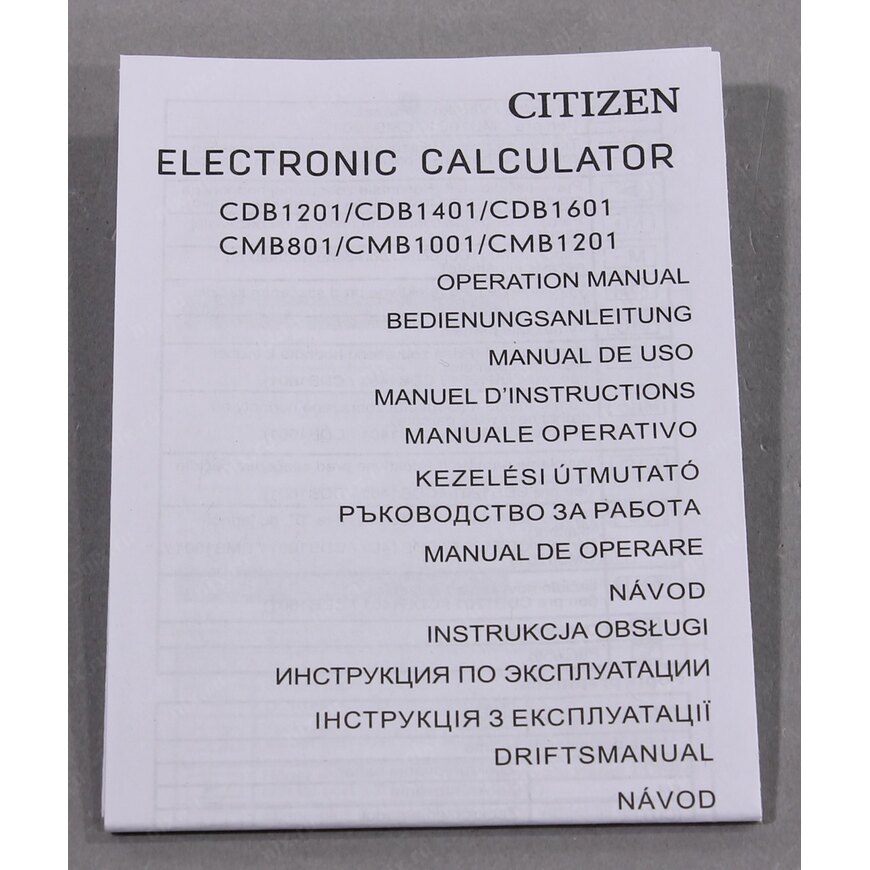 CITIZEN
ELECTRONIC CALCULATOR
CDB1201/CDB1401/CDB1601
CMB801/CMB1001/CMB1201
OPERATION MANUAL
BEDIENUNGSANLEITUNG
MANUAL DE USO
MANUEL D'INSTRUCTIONS
MANUALE OPERATIVO
KEZELÉSI ÚTMUTATÓ
РЪКОВОДСТВО ЗА РАБОТА
MANUAL DE OPERARE
NÁVOD
INSTRUKCJA OBSŁUGI
ИНСТРУКЦИЯ ПО ЭКСПЛУАТАЦИИ
ІНСТРУКЦІЯ З ЕКСПЛУАТАЦІЇ
DRIFTSMANUAL
NÁVOD